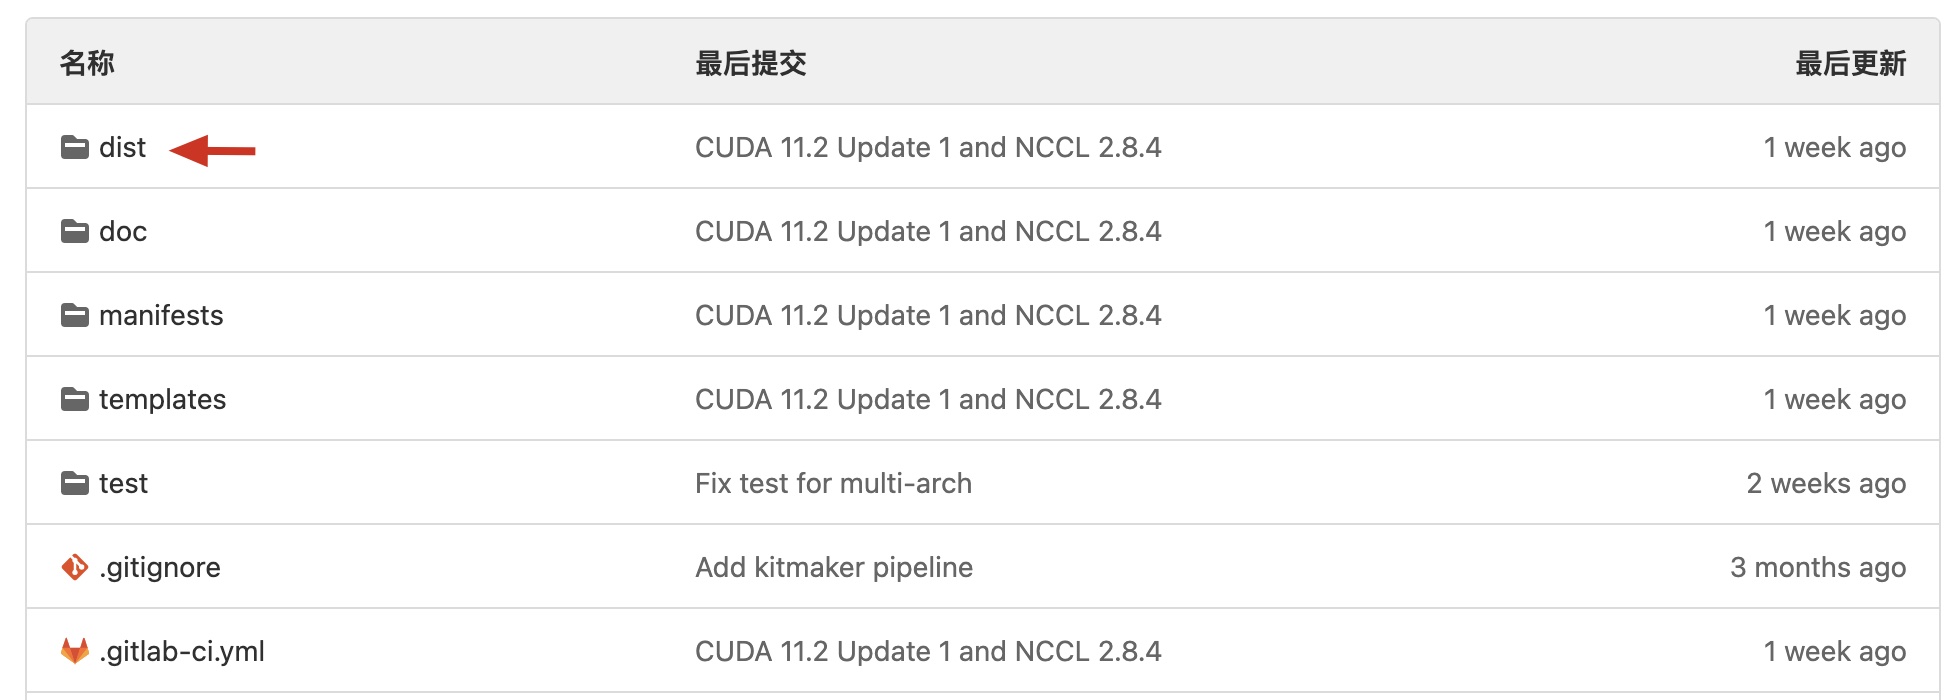 名称 最后提交 最后更新
dist CUDA 11.2 Update 1 and NCCL 2.8.4 1 week ago
doc CUDA 11.2 Update 1 and NCCL 2.8.4 1 week ago
manifests CUDA 11.2 Update 1 and NCCL 2.8.4 1 week ago
templates CUDA 11.2 Update 1 and NCCL 2.8.4 1 week ago
test Fix test for multi-arch 2 weeks ago
.gitignore Add kitmaker pipeline 3 months ago
.gitlab-ci.yml CUDA 11.2 Update 1 and NCCL 2.8.4 1 week ago